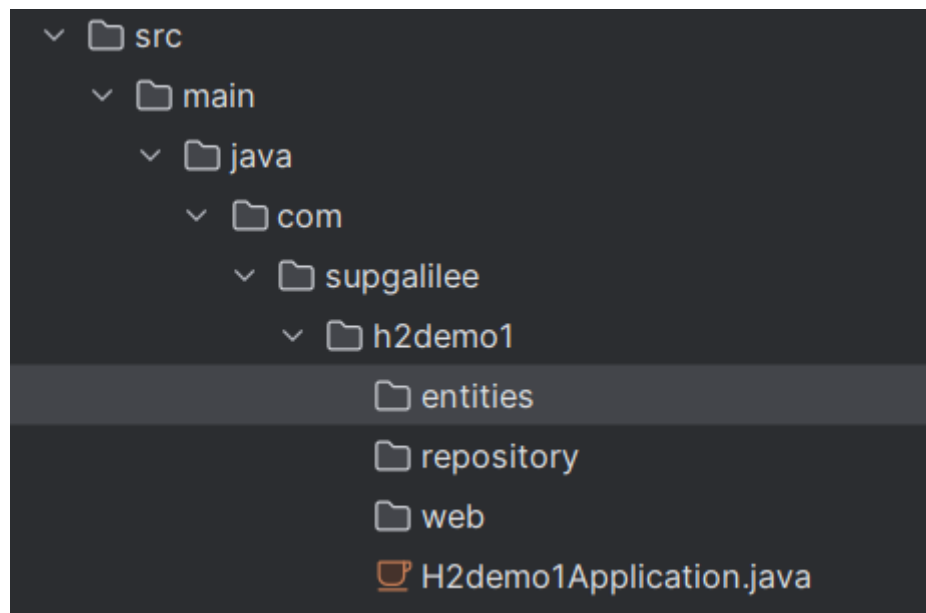 src
main
java
com
supgalilee
h2demo1
entities
repository
web
H2demo1Application.java